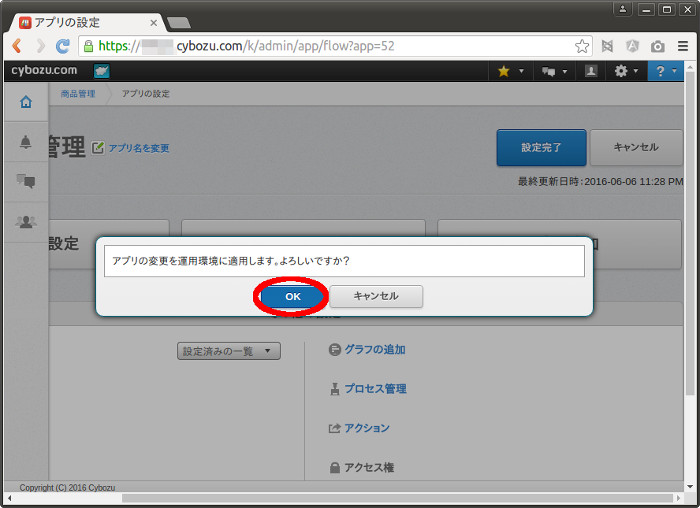 アプリの設定
https://
cybozu.com/k/admin/app/flow?app=52
cybozu.com
?
商品管理
アプリの設定
管理
アプリ名を変更
設定完了
キャンセル
最終更新日時：2016-06-06 11:28 PM
設定
アプリの変更を運用環境に適用します。よろしいですか？
OK
キャンセル
設定済みの一覧
グラフの追加
プロセス管理
アクション
アクセス権
Copyright (C) 2016 Cybozu